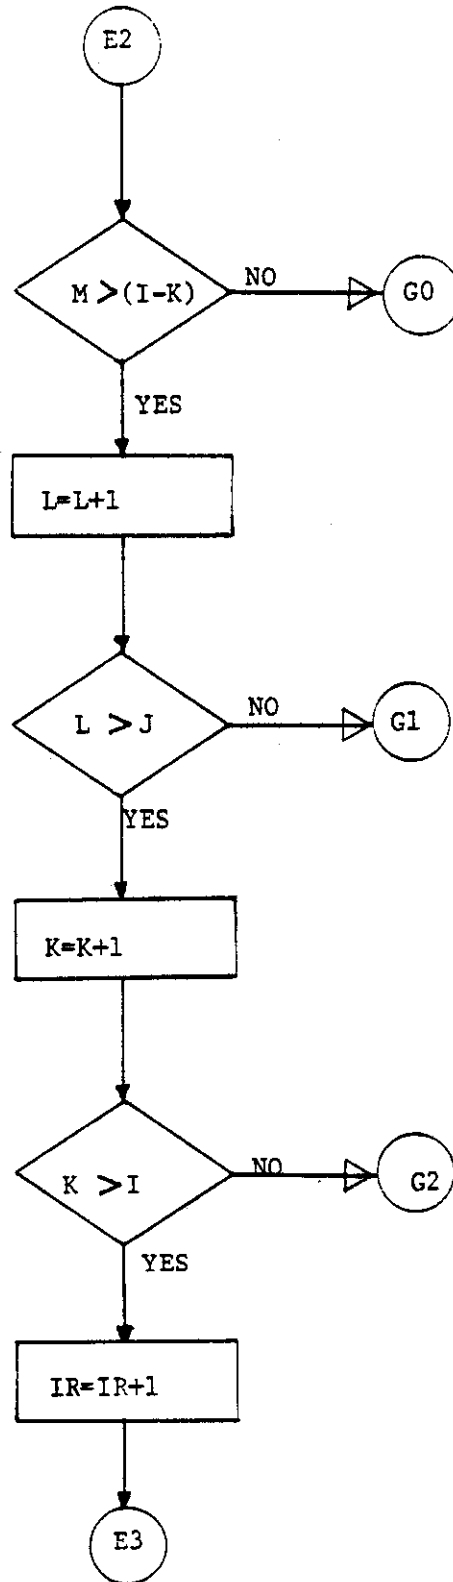 E2
M >(I-K)
NO
G0
YES
L=L+1
L >J
NO
G1
YES
K=K+1
K >I
NO
G2
YES
IR=IR+1
E3